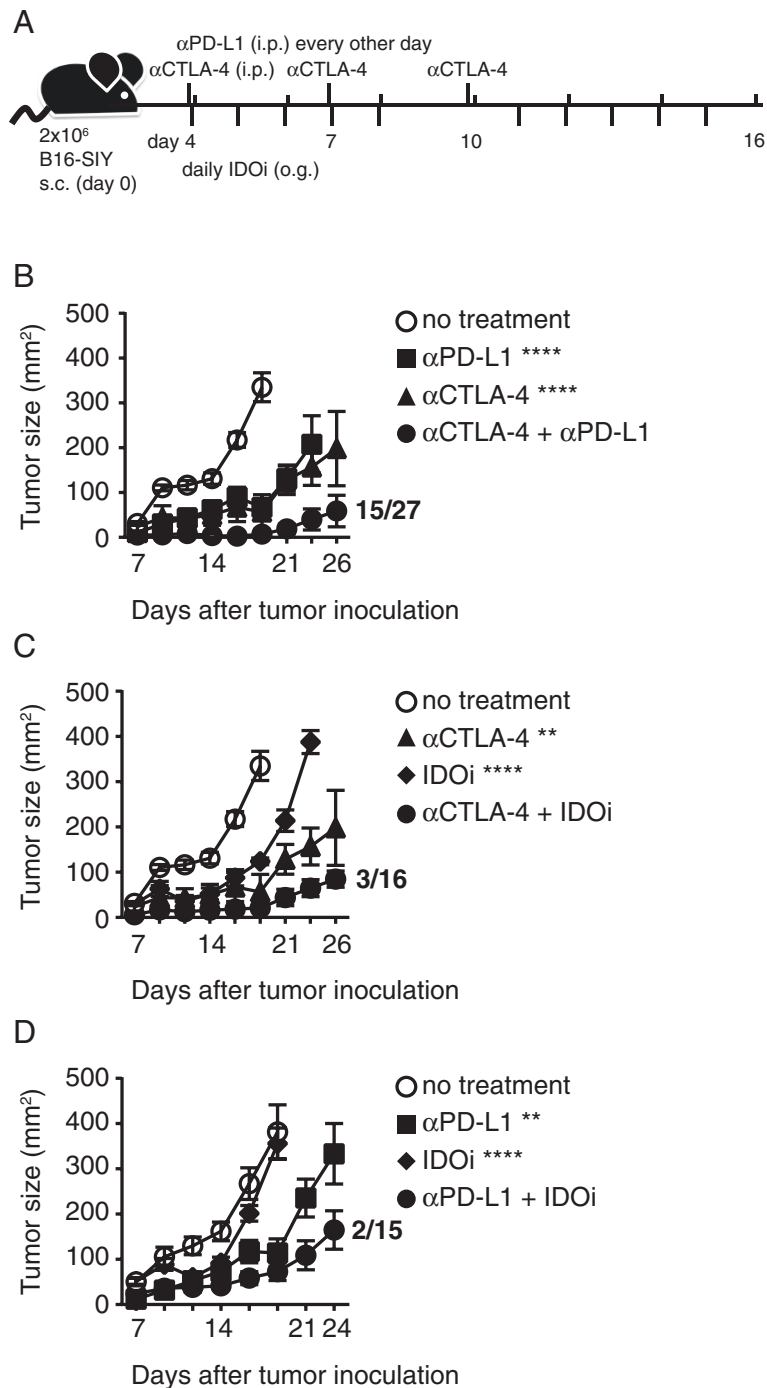 A
αPD-L1 (i.p.) every other day
αCTLA-4 (i.p.) αCTLA-4 αCTLA-4
2x10⁶
B16-SIY
s.c. (day 0)
day 4 7 10 16
daily IDOi (o.g.)
B
Tumor size (mm²)
500
400
300
200
100
0
7 14 21 26
Days after tumor inoculation
no treatment
αPD-L1 ****
αCTLA-4 ****
αCTLA-4 + αPD-L1
15/27
C
Tumor size (mm²)
500
400
300
200
100
0
7 14 21 26
Days after tumor inoculation
no treatment
αCTLA-4 **
IDOi ****
αCTLA-4 + IDOi
3/16
D
Tumor size (mm²)
500
400
300
200
100
0
7 14 21 24
Days after tumor inoculation
no treatment
αPD-L1 **
IDOi ****
αPD-L1 + IDOi
2/15